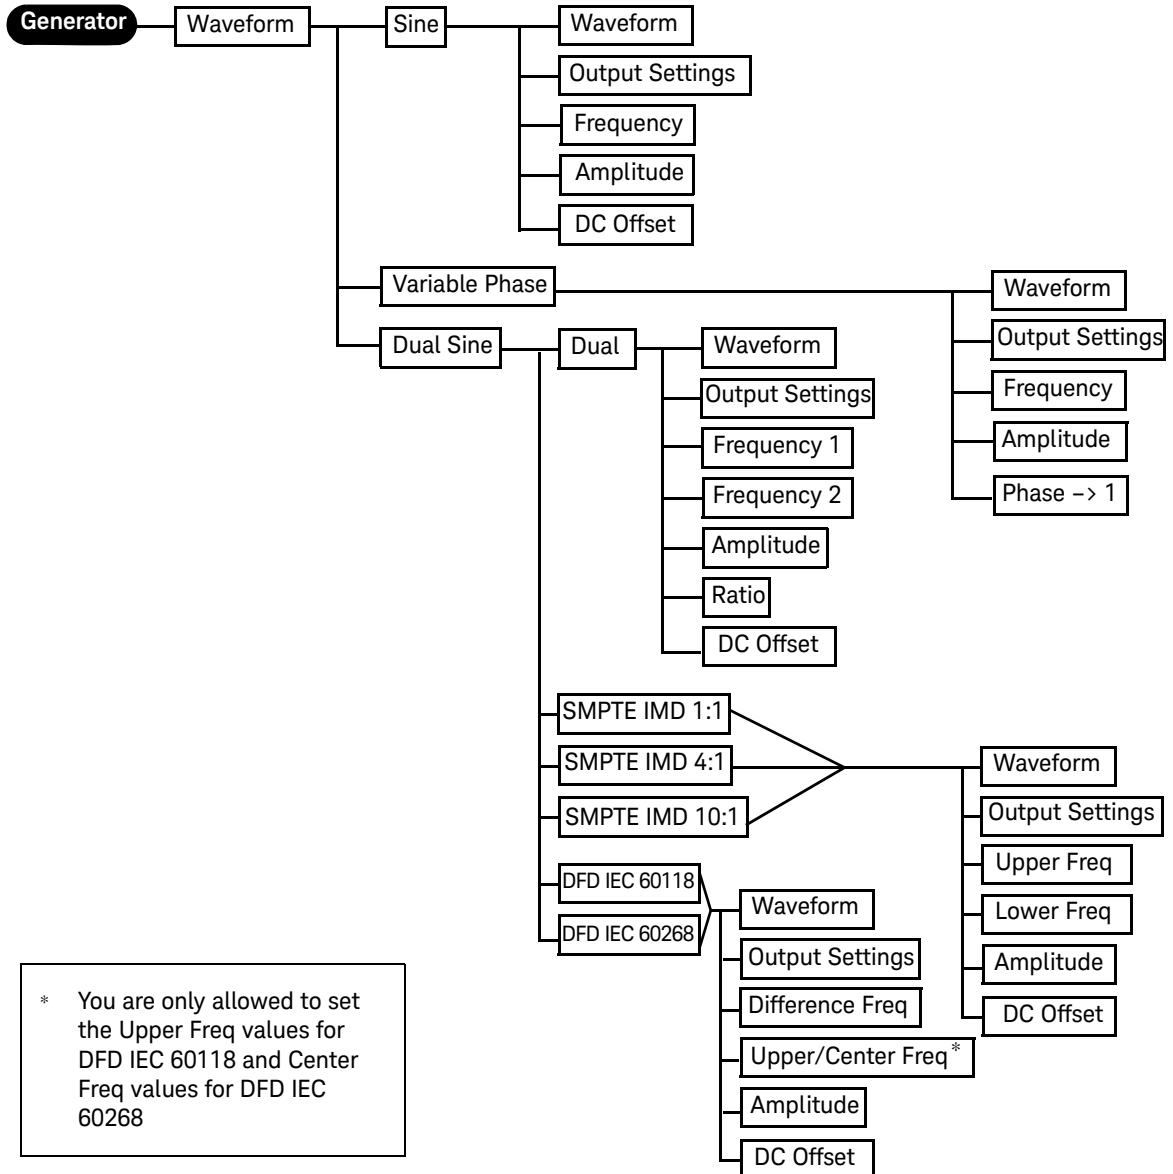 Generator
Waveform
Sine
Waveform
Output Settings
Frequency
Amplitude
DC Offset
Variable Phase
Waveform
Output Settings
Frequency
Amplitude
Phase –> 1
Dual Sine
Dual
Waveform
Output Settings
Frequency 1
Frequency 2
Amplitude
Ratio
DC Offset
SMPTE IMD 1:1
SMPTE IMD 4:1
SMPTE IMD 10:1
Waveform
Output Settings
Upper Freq
Lower Freq
Amplitude
DC Offset
DFD IEC 60118
DFD IEC 60268
Waveform
Output Settings
Difference Freq
Upper/Center Freq*
Amplitude
DC Offset
* You are only allowed to set
the Upper Freq values for
DFD IEC 60118 and Center
Freq values for DFD IEC
60268